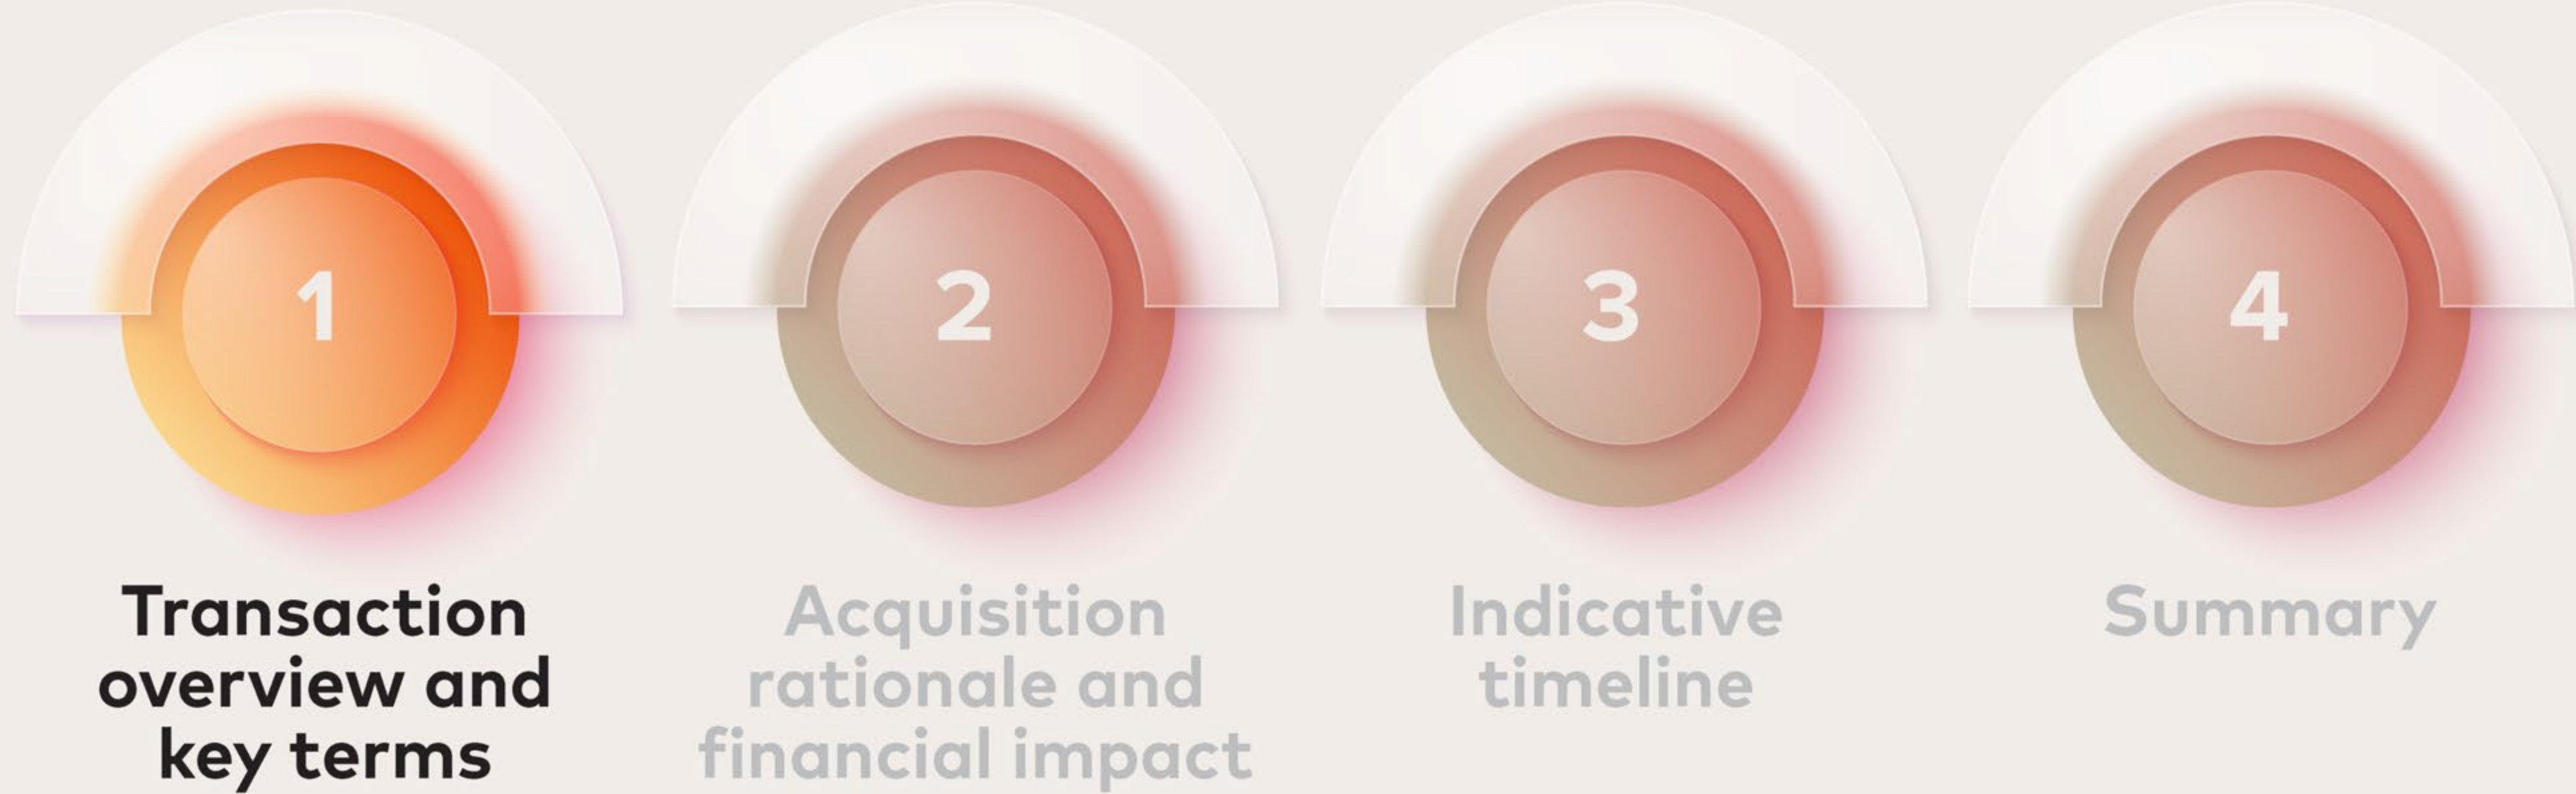 1
Transaction
overview and
key terms
2
Acquisition
rationale and
financial impact
3
Indicative
timeline
4
Summary